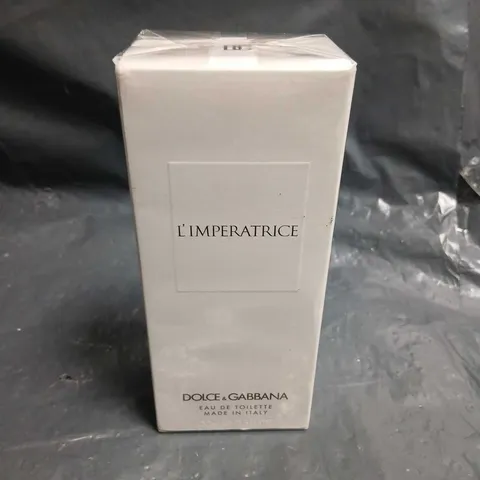 L'IMPERATRICE
DOLCE & GABBANA
EAU DE TOILETTE
MADE IN ITALY